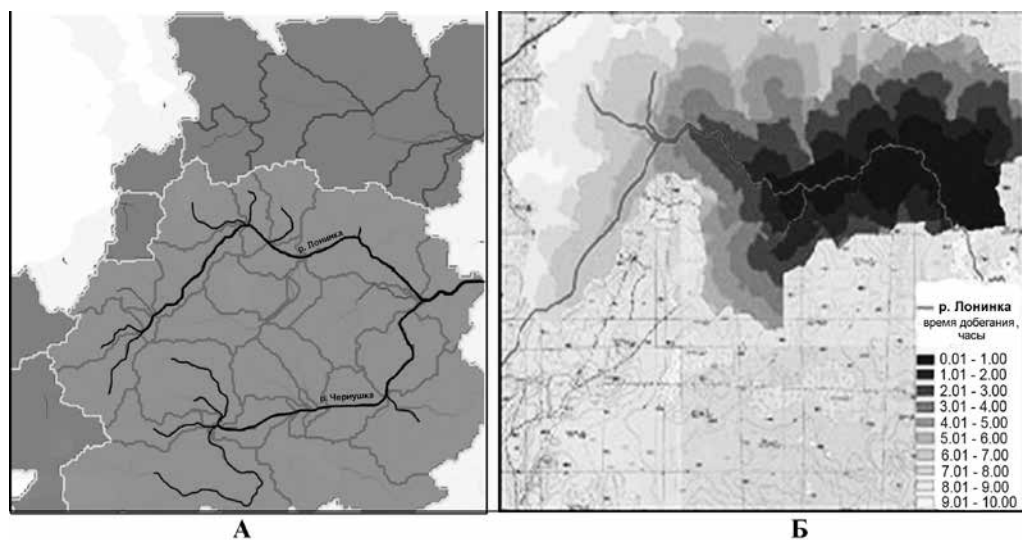 р. Лонинка
р. Чернушка
р. Лонинка
время добегания,
часы
0.01 - 1.00
1.01 - 2.00
2.01 - 3.00
3.01 - 4.00
4.01 - 5.00
5.01 - 6.00
6.01 - 7.00
7.01 - 8.00
8.01 - 9.00
9.01 - 10.00
А
Б